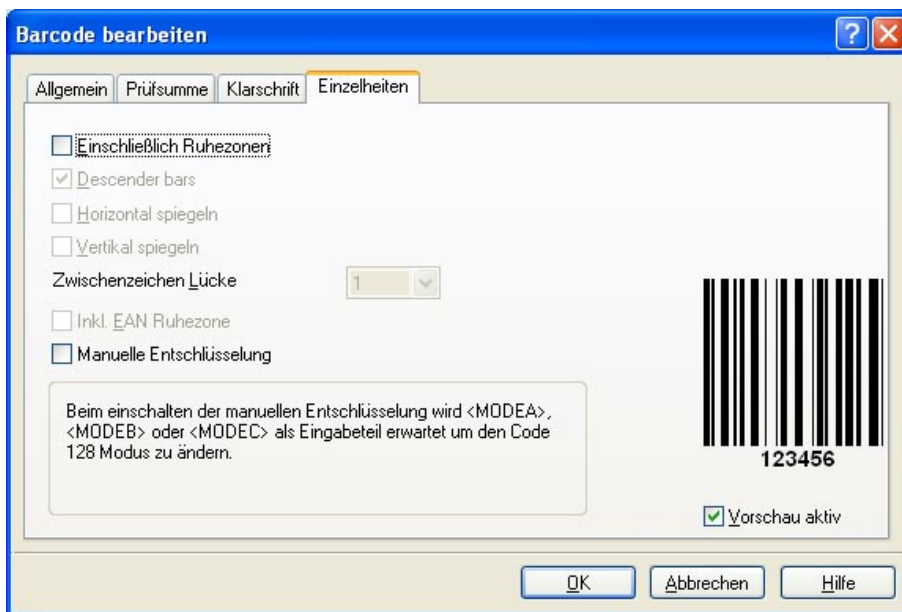 Barcode bearbeiten
Allgemein Prüfsumme Klarschrift Einzelheiten
Einschließlich Ruhezonen
Descender bars
Horizontal spiegeln
Vertikal spiegeln
Zwischenzeichen Lücke 1
Inkl. EAN Ruhezone
Manuelle Entschlüsselung
Beim einschalten der manuellen Entschlüsselung wird <MODEA>,
<MODEB> oder <MODEC> als Eingabeteil erwartet um den Code
128 Modus zu ändern.
123456
Vorschau aktiv
OK Abbrechen Hilfe